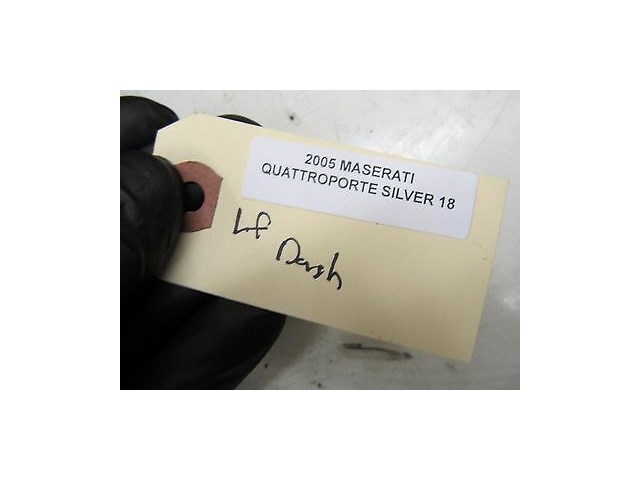 2005 MASERATI
QUATTROPORTE SILVER 18
Lf
Dash